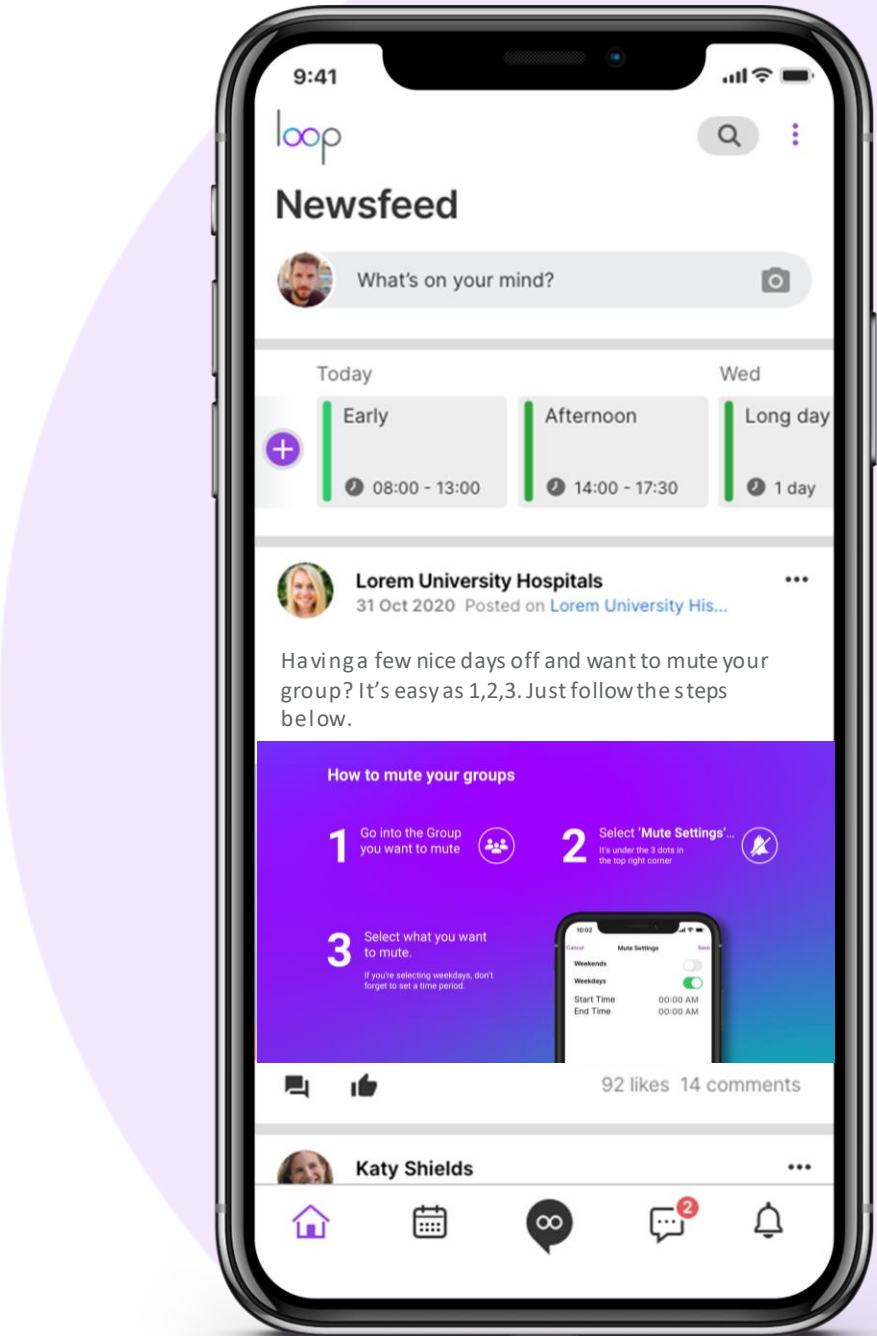 9:41
loop
Newsfeed
What's on your mind?
Today
Wed
Early
Afternoon
Long day
08:00 - 13:00
14:00 - 17:30
1 day
Lorem University Hospitals
31 Oct 2020 Posted on Lorem University His...
Having a few nice days off and want to mute your
group? It's easy as 1,2,3. Just follow the steps
below.
How to mute your groups
1
Go into the Group
you want to mute
2
Select 'Mute Settings'...
It's under the 3 dots in
the top right corner
3
Select what you want
to mute.
If you're selecting weekdays, don't
forget to set a time period.
10:02
Cancel
Mute Settings
Save
Weekends
Weekdays
Start Time 00:00 AM
End Time 00:00 AM
92 likes 14 comments
Katy Shields
2